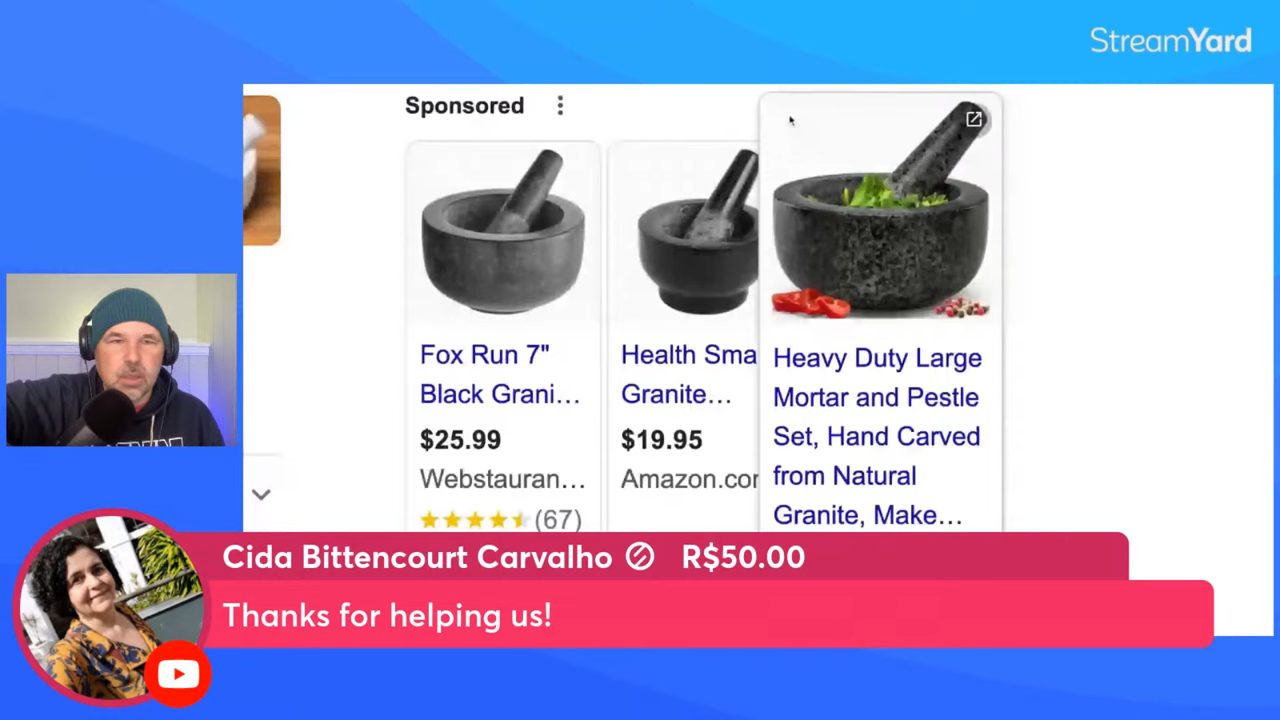 StreamYard
Sponsored
Fox Run 7"
Black Grani...
$25.99
Webstauran...
(67)
Health Sma
Granite...
$19.95
Amazon.cor
Heavy Duty Large
Mortar and Pestle
Set, Hand Carved
from Natural
Granite, Make...
Cida Bittencourt Carvalho R$50.00
Thanks for helping us!